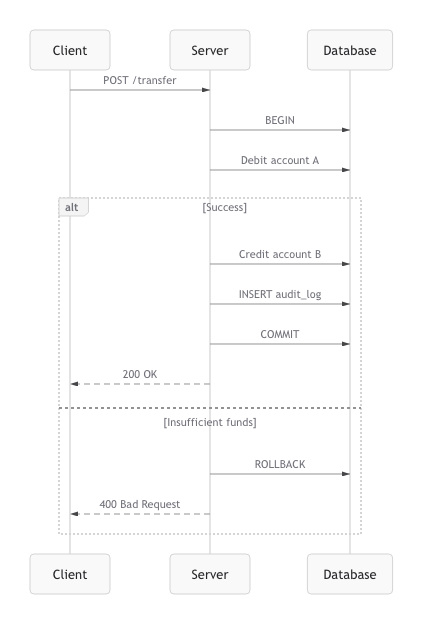 Client Server Database
POST /transfer
BEGIN
Debit account A
alt [Success]
Credit account B
INSERT audit_log
COMMIT
200 OK
[Insufficient funds]
ROLLBACK
400 Bad Request
Client Server Database